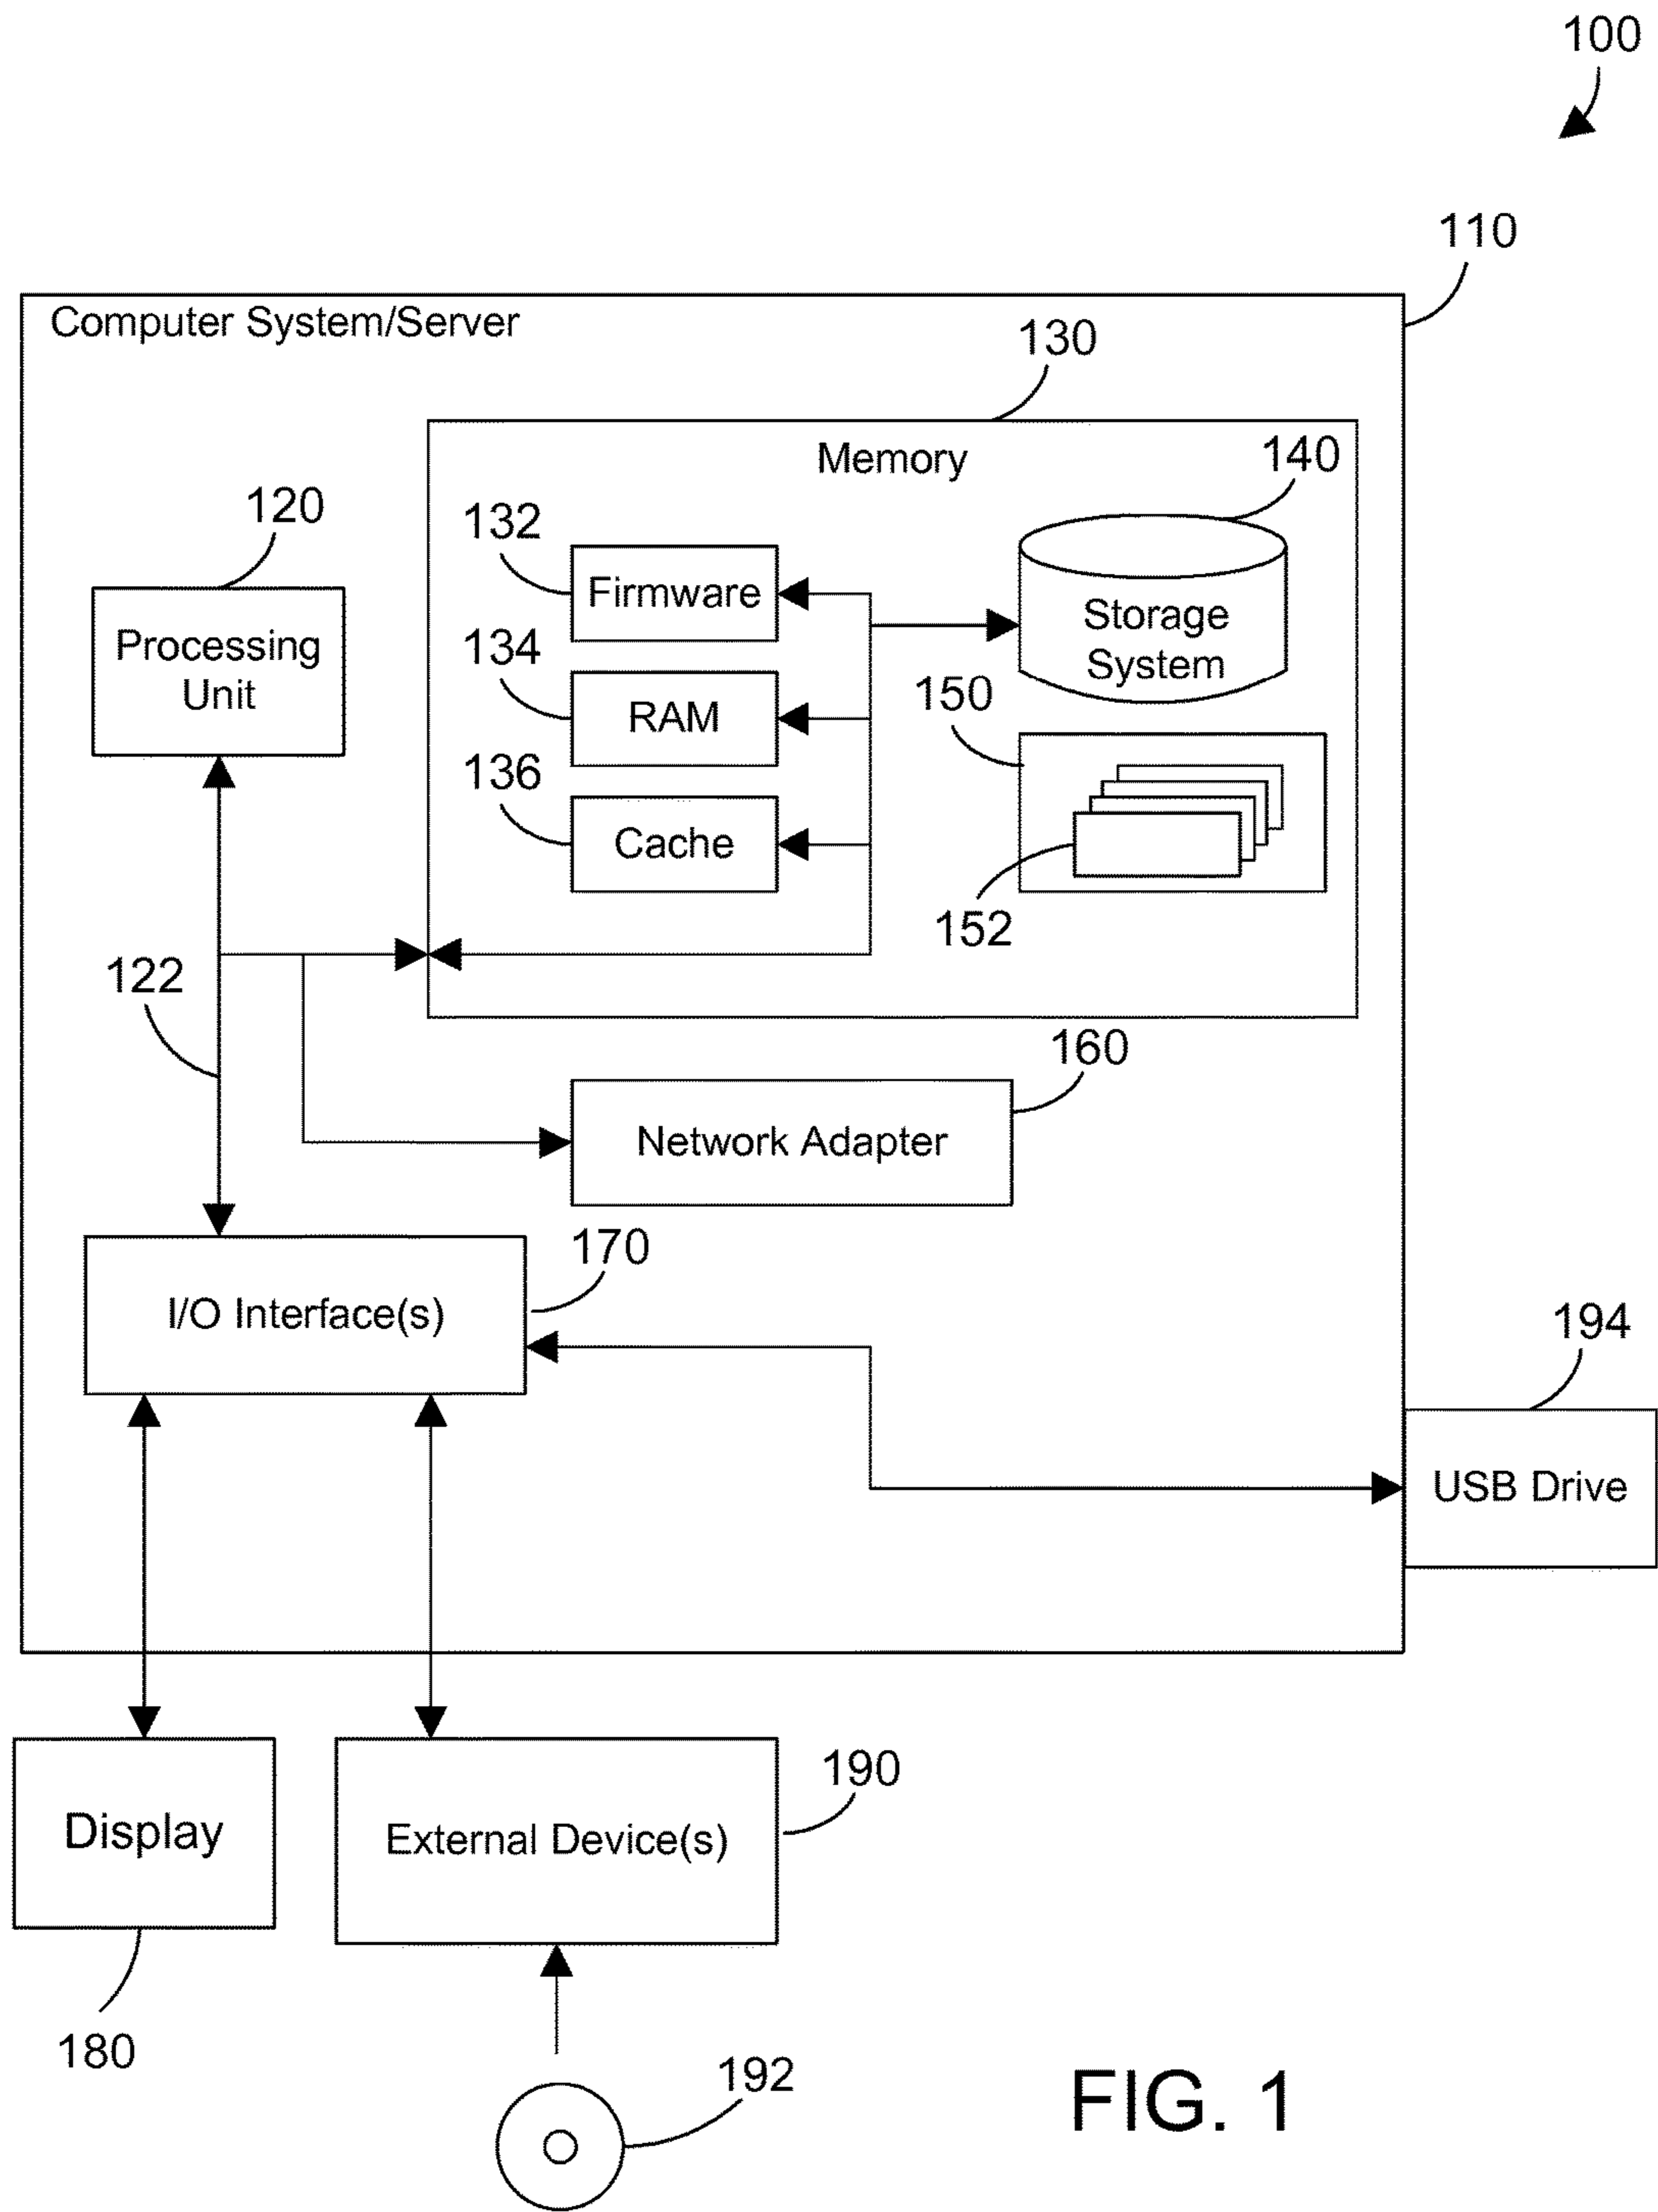 100
110
Computer System/Server
130
Memory
140
120
132
Firmware
Processing
Unit
134
Storage
System
RAM
150
136
Cache
152
122
160
Network Adapter
170
I/O Interface(s)
194
USB Drive
190
Display
External Device(s)
180
192
FIG. 1